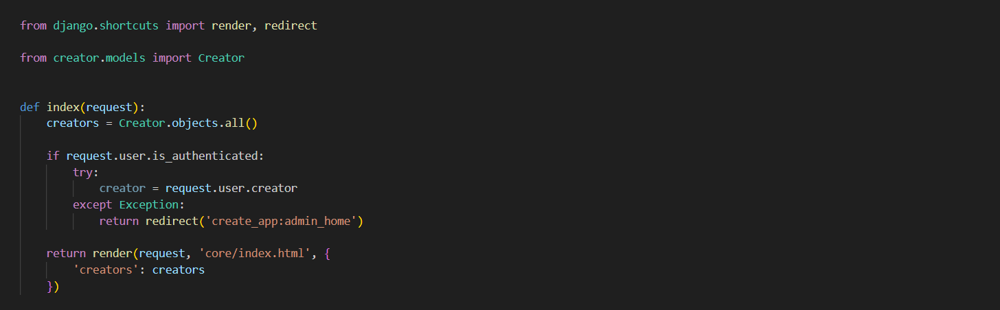 from django.shortcuts import render, redirect
from creator.models import Creator
def index(request):
    creators = Creator.objects.all()
    if request.user.is_authenticated:
        try:
            creator = request.user.creator
        except Exception:
            return redirect('create_app:admin_home')
    return render(request, 'core/index.html', {
        'creators': creators
    })